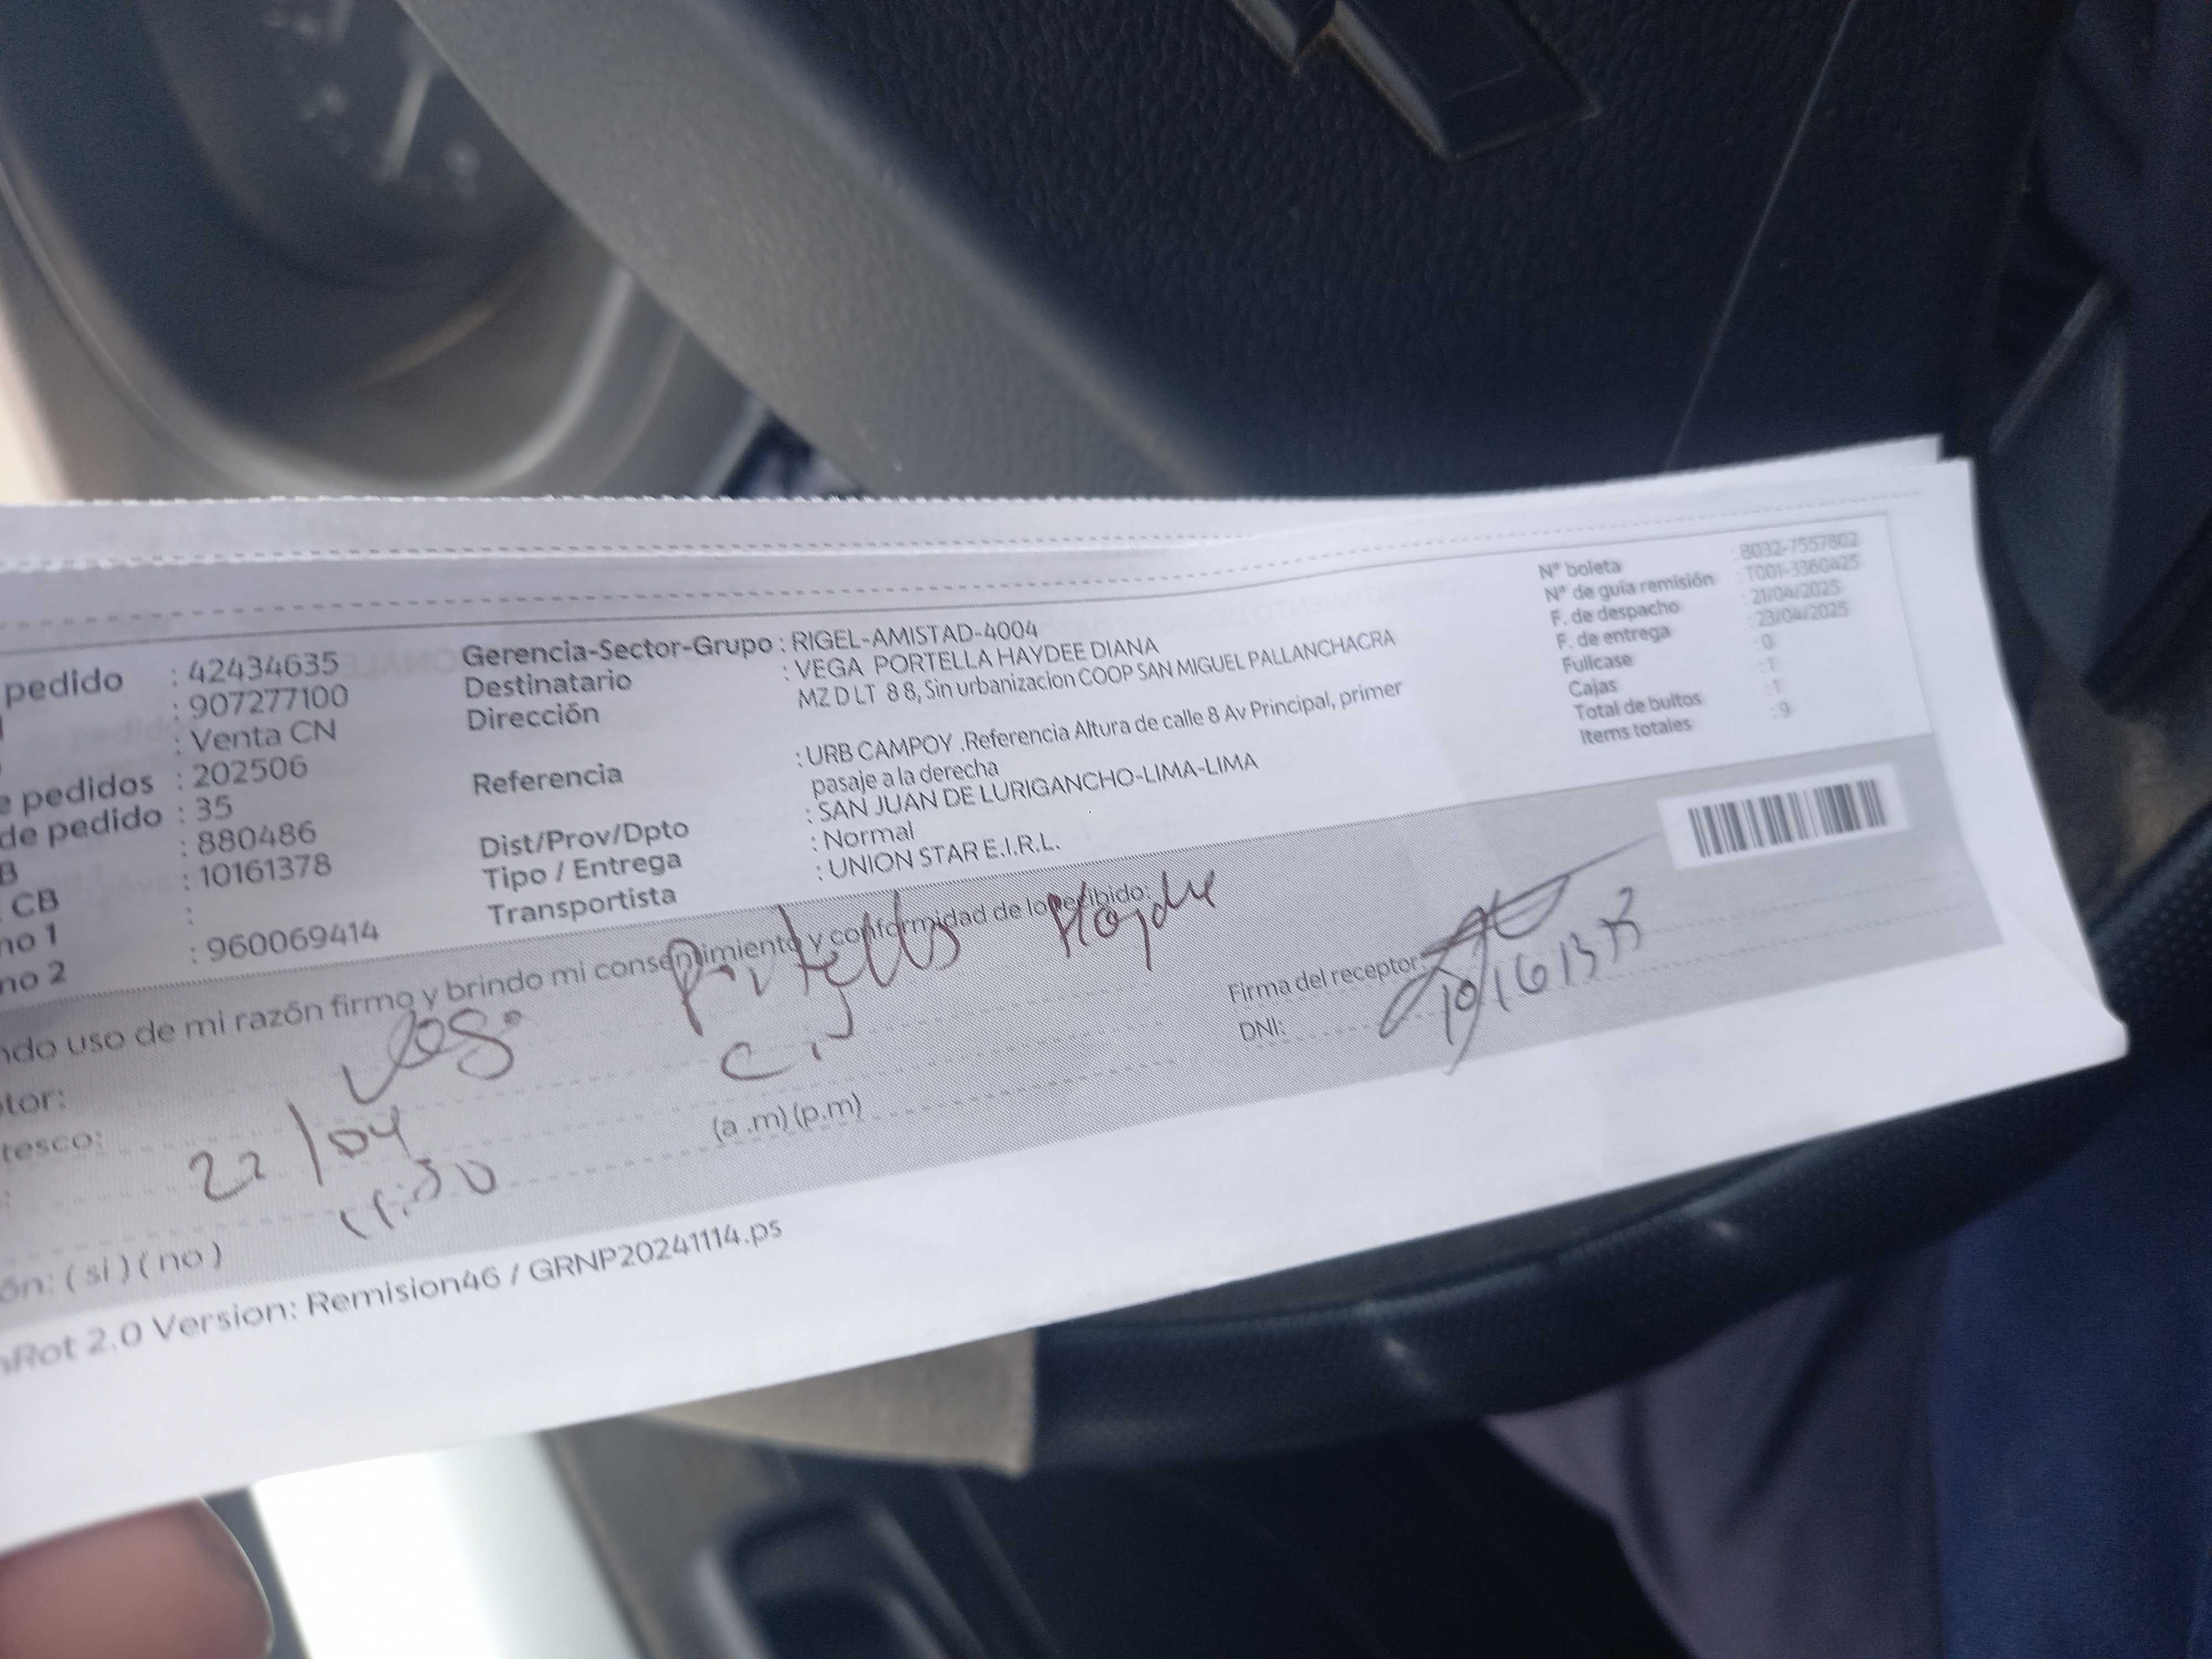 pedido : 42434635
: 907277100
: Venta CN
e pedidos : 202506
de pedido : 35
B : 880486
CB : 10161378
no 1 :
no 2 : 960069414
Gerencia-Sector-Grupo : RIGEL-AMISTAD-4004
Destinatario : VEGA PORTELLA HAYDEE DIANA
Dirección MZ D LT 8 8, Sin urbanizacion COOP SAN MIGUEL PALLANCHACRA
Referencia : URB CAMPOY .Referencia Altura de calle 8 Av Principal, primer
pasaje a la derecha
Dist/Prov/Dpto : SAN JUAN DE LURIGANCHO-LIMA-LIMA
Tipo / Entrega : Normal
Transportista : UNION STAR E.I.R.L.
N° boleta : B032-7557802
N° de guía remisión : T001-3360425
F. de despacho : 21/04/2025
F. de entrega : 23/04/2025
Fullcase : 0
Cajas : 1
Total de bultos : 1
Items totales : 9
ndo uso de mi razón firmo y brindo mi consentimiento y conformidad de lo recibido:
tor: Portella
tesco:
22/04
11:30 (a .m) (p.m)
Firma del receptor:
DNI:
ón: ( si ) ( no )
Rot 2.0 Version: Remision46 / GRNP20241114.ps